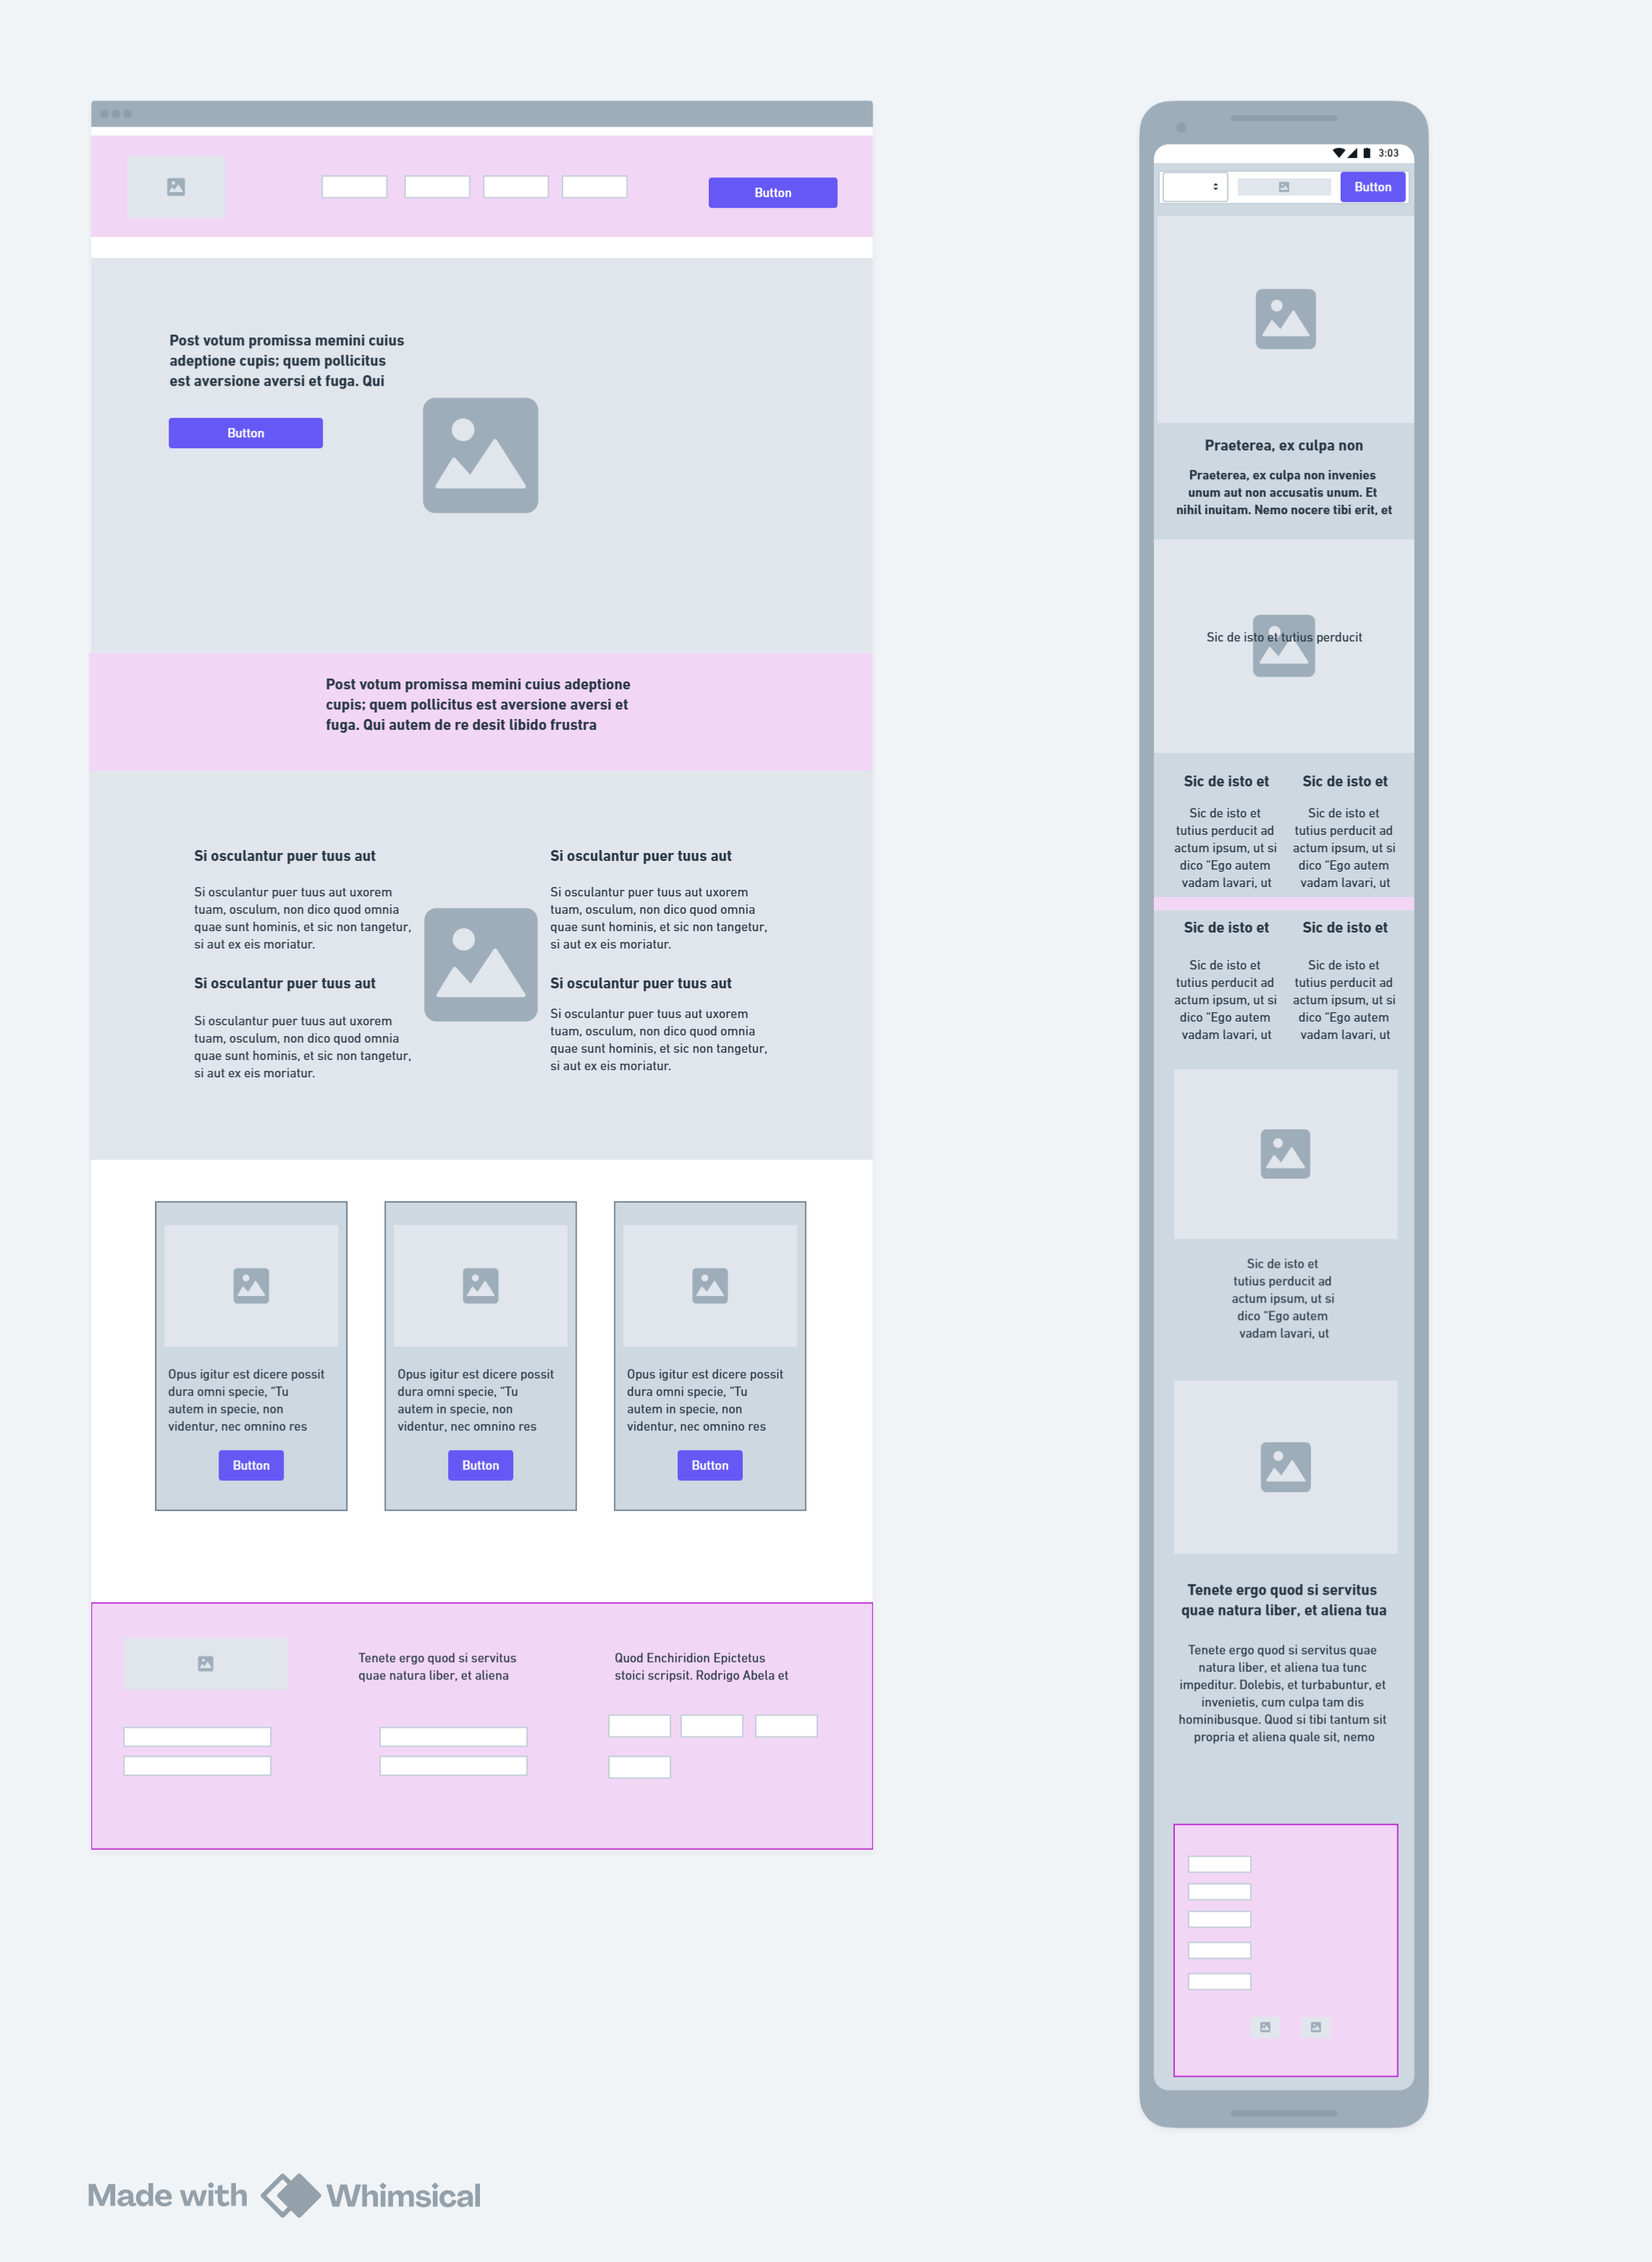 Button
Post votum promissa memini cuius
adeptione cupis; quem pollicitus
est aversione aversi et fuga. Qui
Button
Post votum promissa memini cuius adeptione
cupis; quem pollicitus est aversione aversi et
fuga. Qui autem de re desit libido frustra
Si osculantur puer tuus aut
Si osculantur puer tuus aut uxorem
tuam, osculum, non dico quod omnia
quae sunt hominis, et sic non tangetur,
si aut ex eis moriatur.
Si osculantur puer tuus aut
Si osculantur puer tuus aut uxorem
tuam, osculum, non dico quod omnia
quae sunt hominis, et sic non tangetur,
si aut ex eis moriatur.
Si osculantur puer tuus aut
Si osculantur puer tuus aut uxorem
tuam, osculum, non dico quod omnia
quae sunt hominis, et sic non tangetur,
si aut ex eis moriatur.
Si osculantur puer tuus aut
Si osculantur puer tuus aut uxorem
tuam, osculum, non dico quod omnia
quae sunt hominis, et sic non tangetur,
si aut ex eis moriatur.
Opus igitur est dicere possit
dura omni specie, "Tu
autem in specie, non
videntur, nec omnino res
Button
Opus igitur est dicere possit
dura omni specie, "Tu
autem in specie, non
videntur, nec omnino res
Button
Opus igitur est dicere possit
dura omni specie, "Tu
autem in specie, non
videntur, nec omnino res
Button
Tenete ergo quod si servitus
quae natura liber, et aliena
Quod Enchiridion Epictetus
stoici scripsit. Rodrigo Abela et
3:03
Button
Praeterea, ex culpa non
Praeterea, ex culpa non invenies
unum aut non accusatis unum. Et
nihil inuitam. Nemo nocere tibi erit, et
Sic de isto et tutius perducit
Sic de isto et
Sic de isto et
tutius perducit ad
actum ipsum, ut si
dico "Ego autem
vadam lavari, ut
Sic de isto et
Sic de isto et
tutius perducit ad
actum ipsum, ut si
dico "Ego autem
vadam lavari, ut
Sic de isto et
Sic de isto et
tutius perducit ad
actum ipsum, ut si
dico "Ego autem
vadam lavari, ut
Sic de isto et
Sic de isto et
tutius perducit ad
actum ipsum, ut si
dico "Ego autem
vadam lavari, ut
Sic de isto et
tutius perducit ad
actum ipsum, ut si
dico "Ego autem
vadam lavari, ut
Tenete ergo quod si servitus
quae natura liber, et aliena tua
Tenete ergo quod si servitus quae
natura liber, et aliena tua tunc
impeditur. Dolebis, et turbabuntur, et
invenietis, cum culpa tam dis
hominibusque. Quod si tibi tantum sit
propria et aliena quale sit, nemo
Made with Whimsical